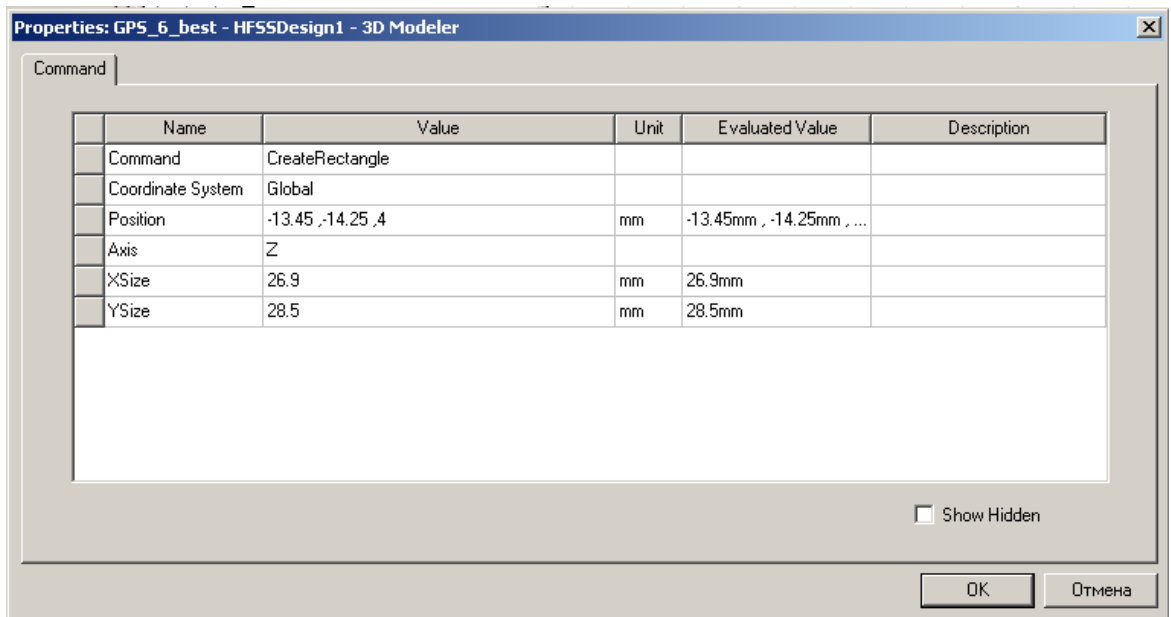 Properties: GPS_6_best - HFSSDesign1 - 3D Modeler
Command
Name Value Unit Evaluated Value Description
Command CreateRectangle
Coordinate System Global
Position -13.45 ,-14.25 ,4 mm -13.45mm , -14.25mm , ...
Axis Z
XSize 26.9 mm 26.9mm
YSize 28.5 mm 28.5mm
Show Hidden
OK Отмена